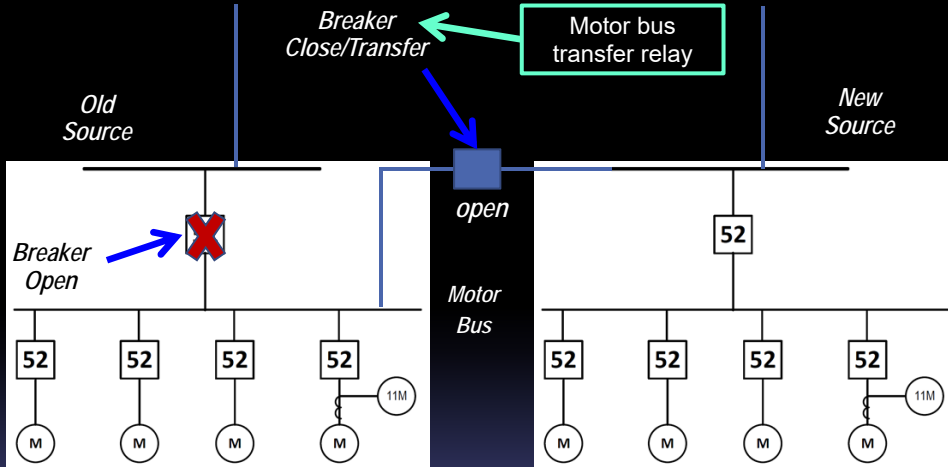 Breaker
Close/Transfer
Motor bus
transfer relay
Old
Source
New
Source
open
52
Breaker
Open
Motor
Bus
52
52
52
52
52
52
52
52
11M
11M
M
M
M
M
M
M
M
M